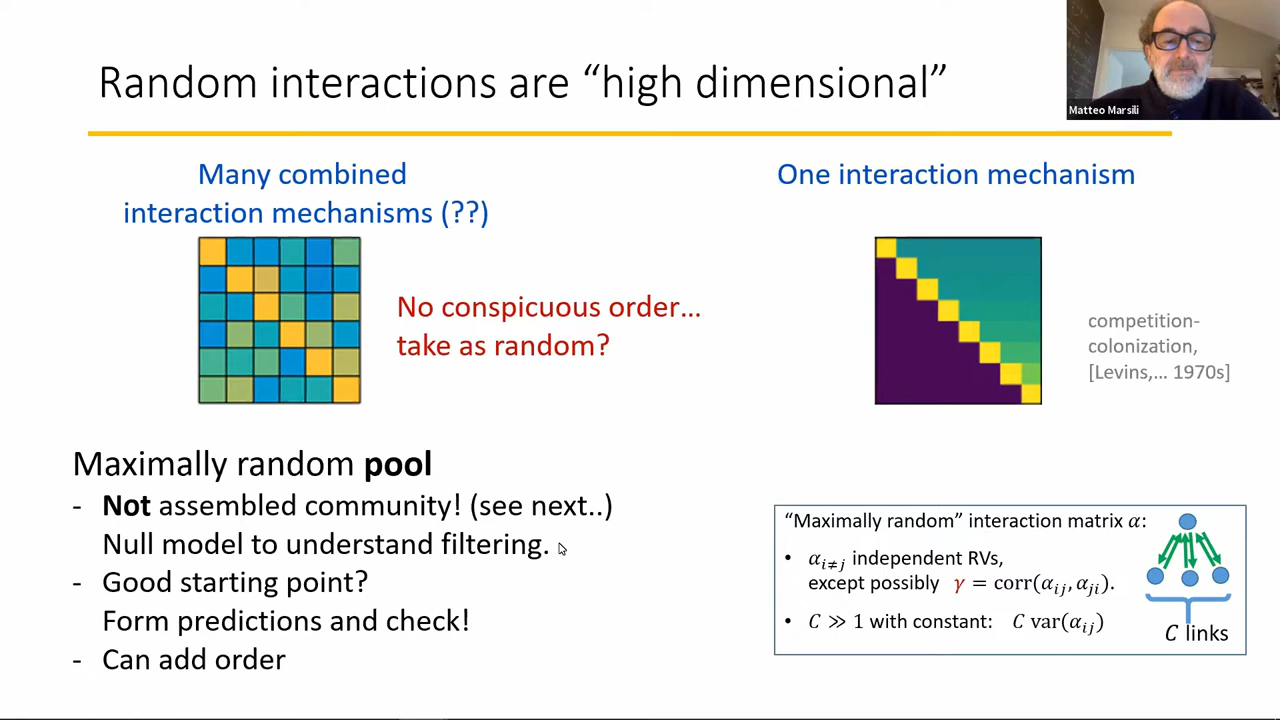 Random interactions are “high dimensional”
Matteo Marsili
Many combined
interaction mechanisms (??)
One interaction mechanism
No conspicuous order…
take as random?
competition-
colonization,
[Levins,… 1970s]
Maximally random pool
- Not assembled community! (see next..)
Null model to understand filtering.
- Good starting point?
Form predictions and check!
- Can add order
“Maximally random” interaction matrix α:
• α_{i≠j} independent RVs,
except possibly γ = corr(α_{ij}, α_{ji}).
• C ≫ 1 with constant: C var(α_{ij})
C links